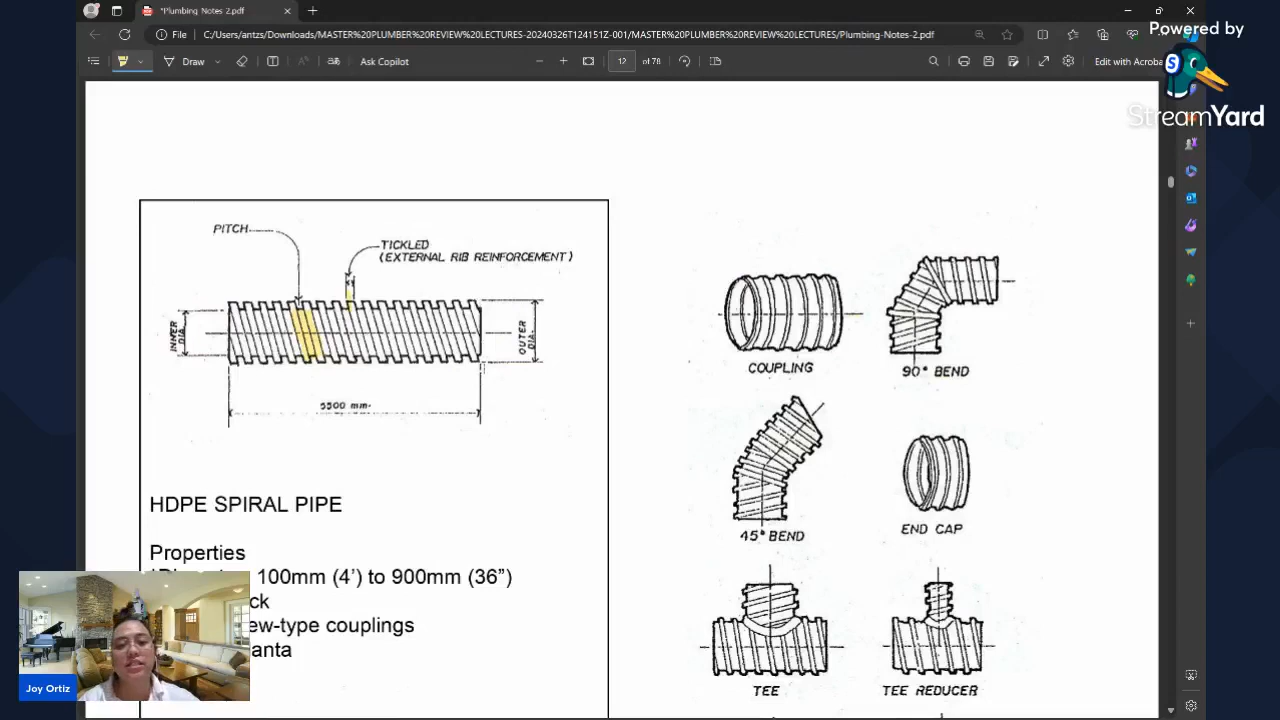 *Plumbing Notes 2.pdf
Powered by
StreamYard
File
C:/Users/antzs/Downloads/MASTER%20PLUMBER%20REVIEW%20LECTURES-20240326T124151Z-001/MASTER%20PLUMBER%20REVIEW%20LECTURES/Plumbing-Notes-2.pdf
Draw
Ask Copilot
12
of 78
Edit with Acroba
PITCH
TICKLED
(EXTERNAL RIB REINFORCEMENT)
INNER
DIA.
OUTER
DIA.
5500 mm.
COUPLING
90° BEND
45° BEND
END CAP
TEE
TEE REDUCER
HDPE SPIRAL PIPE
Properties
100mm (4’) to 900mm (36”)
ck
ew-type couplings
anta
Joy Ortiz